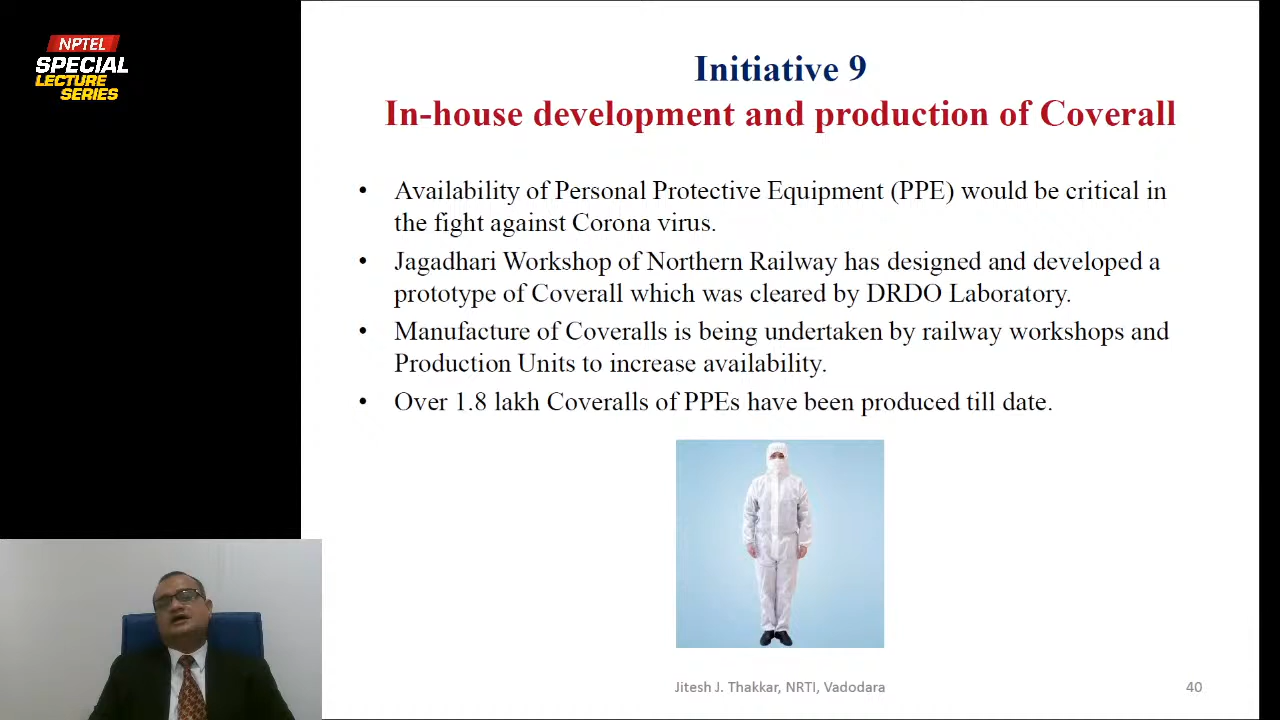 NPTEL
SPECIAL
LECTURE
SERIES
Initiative 9
In-house development and production of Coverall
• Availability of Personal Protective Equipment (PPE) would be critical in
the fight against Corona virus.
• Jagadhari Workshop of Northern Railway has designed and developed a
prototype of Coverall which was cleared by DRDO Laboratory.
• Manufacture of Coveralls is being undertaken by railway workshops and
Production Units to increase availability.
• Over 1.8 lakh Coveralls of PPEs have been produced till date.
Jitesh J. Thakkar, NRTI, Vadodara
40